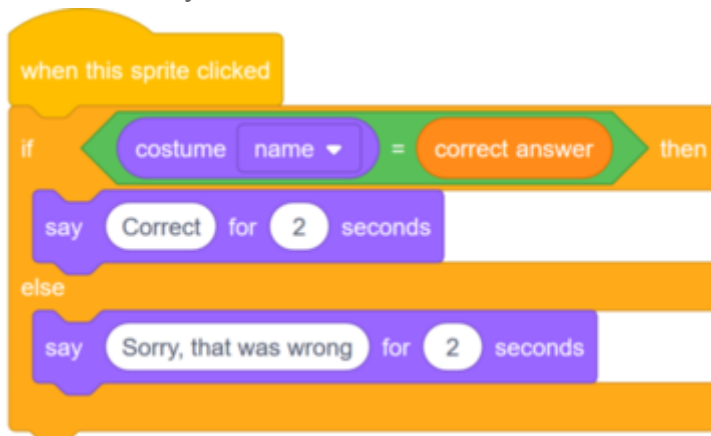 when this sprite clicked
if costume name = correct answer then
say Correct for 2 seconds
else
say Sorry, that was wrong for 2 seconds